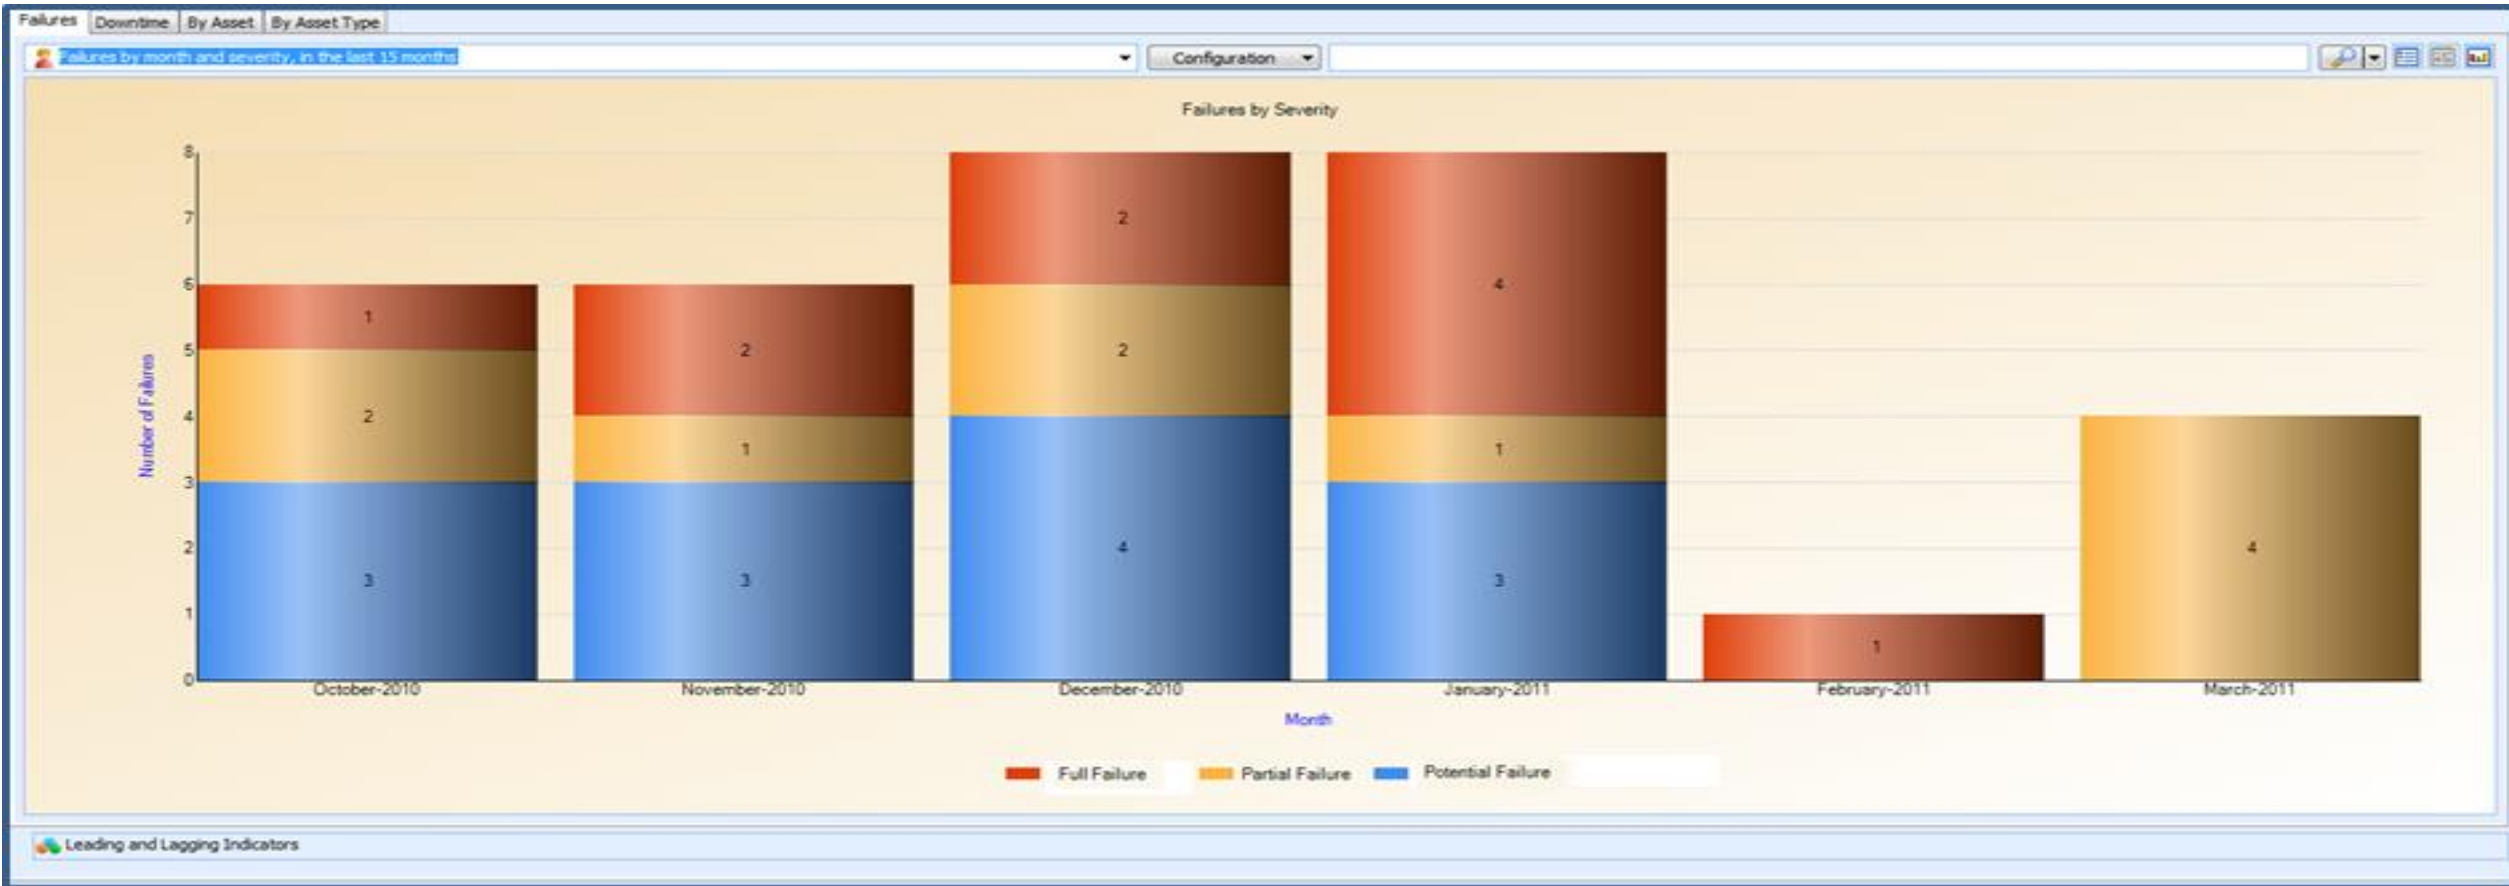 Failures Downtime By Asset By Asset Type
Failures by month and severity, in the last 15 months Configuration
Failures by Severity
8
7
6
5
4
3
2
1
0
Number of Failures
1
2
3
2
1
3
2
2
4
4
1
3
1
4
October-2010 November-2010 December-2010 January-2011 February-2011 March-2011
Month
Full Failure Partial Failure Potential Failure
Leading and Lagging Indicators